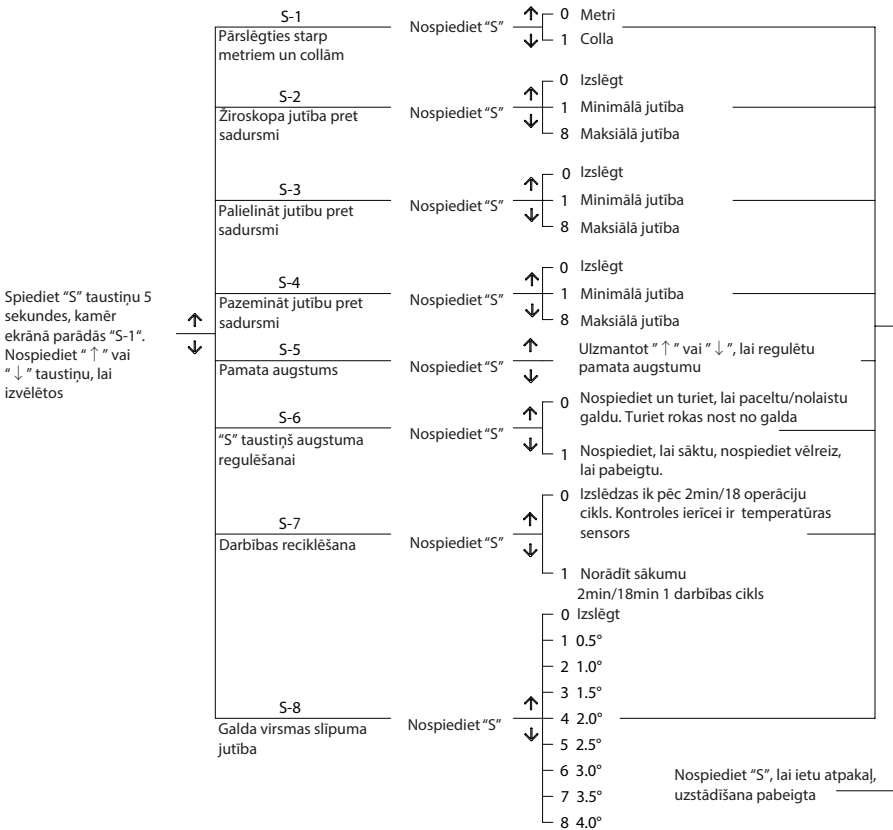 Spiediet “S” taustiņu 5
sekundes, kamēr
ekrānā parādās “S-1“.
Nospiediet “ ↑ ” vai
“ ↓ ” taustiņu, lai
izvēlētos
↑
↓
S-1
Pārslēgties starp
metriem un collām
Nospiediet “S”
↑
↓
0 Metri
1 Colla
S-2
Žiroskopa jutība pret
sadursmi
Nospiediet “S”
↑
↓
0 Izslēgt
1 Minimālā jutība
8 Maksiālā jutība
S-3
Palielināt jutību pret
sadursmi
Nospiediet “S”
↑
↓
0 Izslēgt
1 Minimālā jutība
8 Maksiālā jutība
S-4
Pazemināt jutību pret
sadursmi
Nospiediet “S”
↑
↓
0 Izslēgt
1 Minimālā jutība
8 Maksiālā jutība
S-5
Pamata augstums
Nospiediet “S”
↑
↓
Ulzmantot ” ↑ ” vai ” ↓ ”, lai regulētu
pamata augstumu
S-6
“S” taustiņš augstuma
regulēšanai
Nospiediet “S”
↑
↓
0 Nospiediet un turiet, lai paceltu/nolaistu
galdu. Turiet rokas nost no galda
1 Nospiediet, lai sāktu, nospiediet vēlreiz,
lai pabeigtu.
S-7
Darbības reciklēšana
Nospiediet “S”
↑
↓
0 Izslēdzas ik pēc 2min/18 operāciju
cikls. Kontroles ierīcei ir temperatūras
sensors
1 Norādīt sākumu
2min/18min 1 darbības cikls
S-8
Galda virsmas slīpuma
jutība
Nospiediet “S”
↑
↓
0 Izslēgt
1 0.5°
2 1.0°
3 1.5°
4 2.0°
5 2.5°
6 3.0°
7 3.5°
8 4.0°
Nospiediet “S”, lai ietu atpakaļ,
uzstādīšana pabeigta